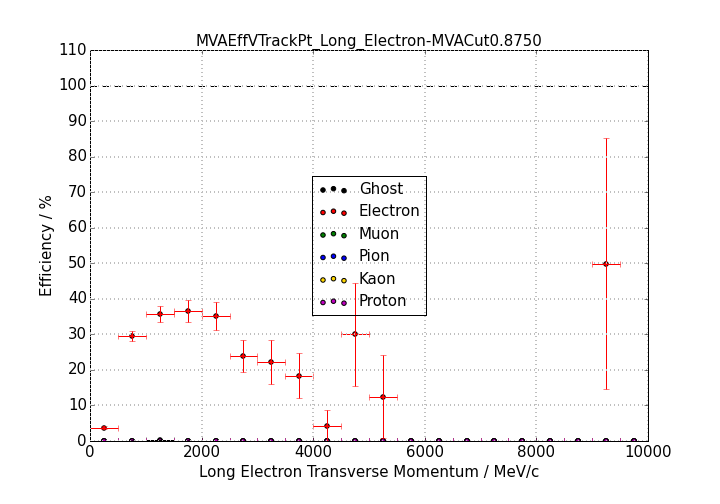 MVAEffVTrackPt_Long_Electron-MVACut0.8750
110
100
90
80
70
60
50
40
30
20
10
0
Efficiency / %
Ghost
Electron
Muon
Pion
Kaon
Proton
0 2000 4000 6000 8000 10000
Long Electron Transverse Momentum / MeV/c